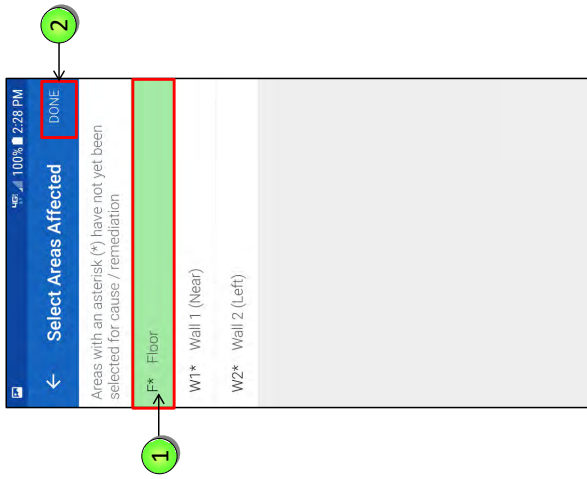 4G 100% 2:28 PM
← Select Areas Affected DONE
Areas with an asterisk (*) have not yet been
selected for cause / remediation
F* Floor
W1* Wall 1 (Near)
W2* Wall 2 (Left)
1
2